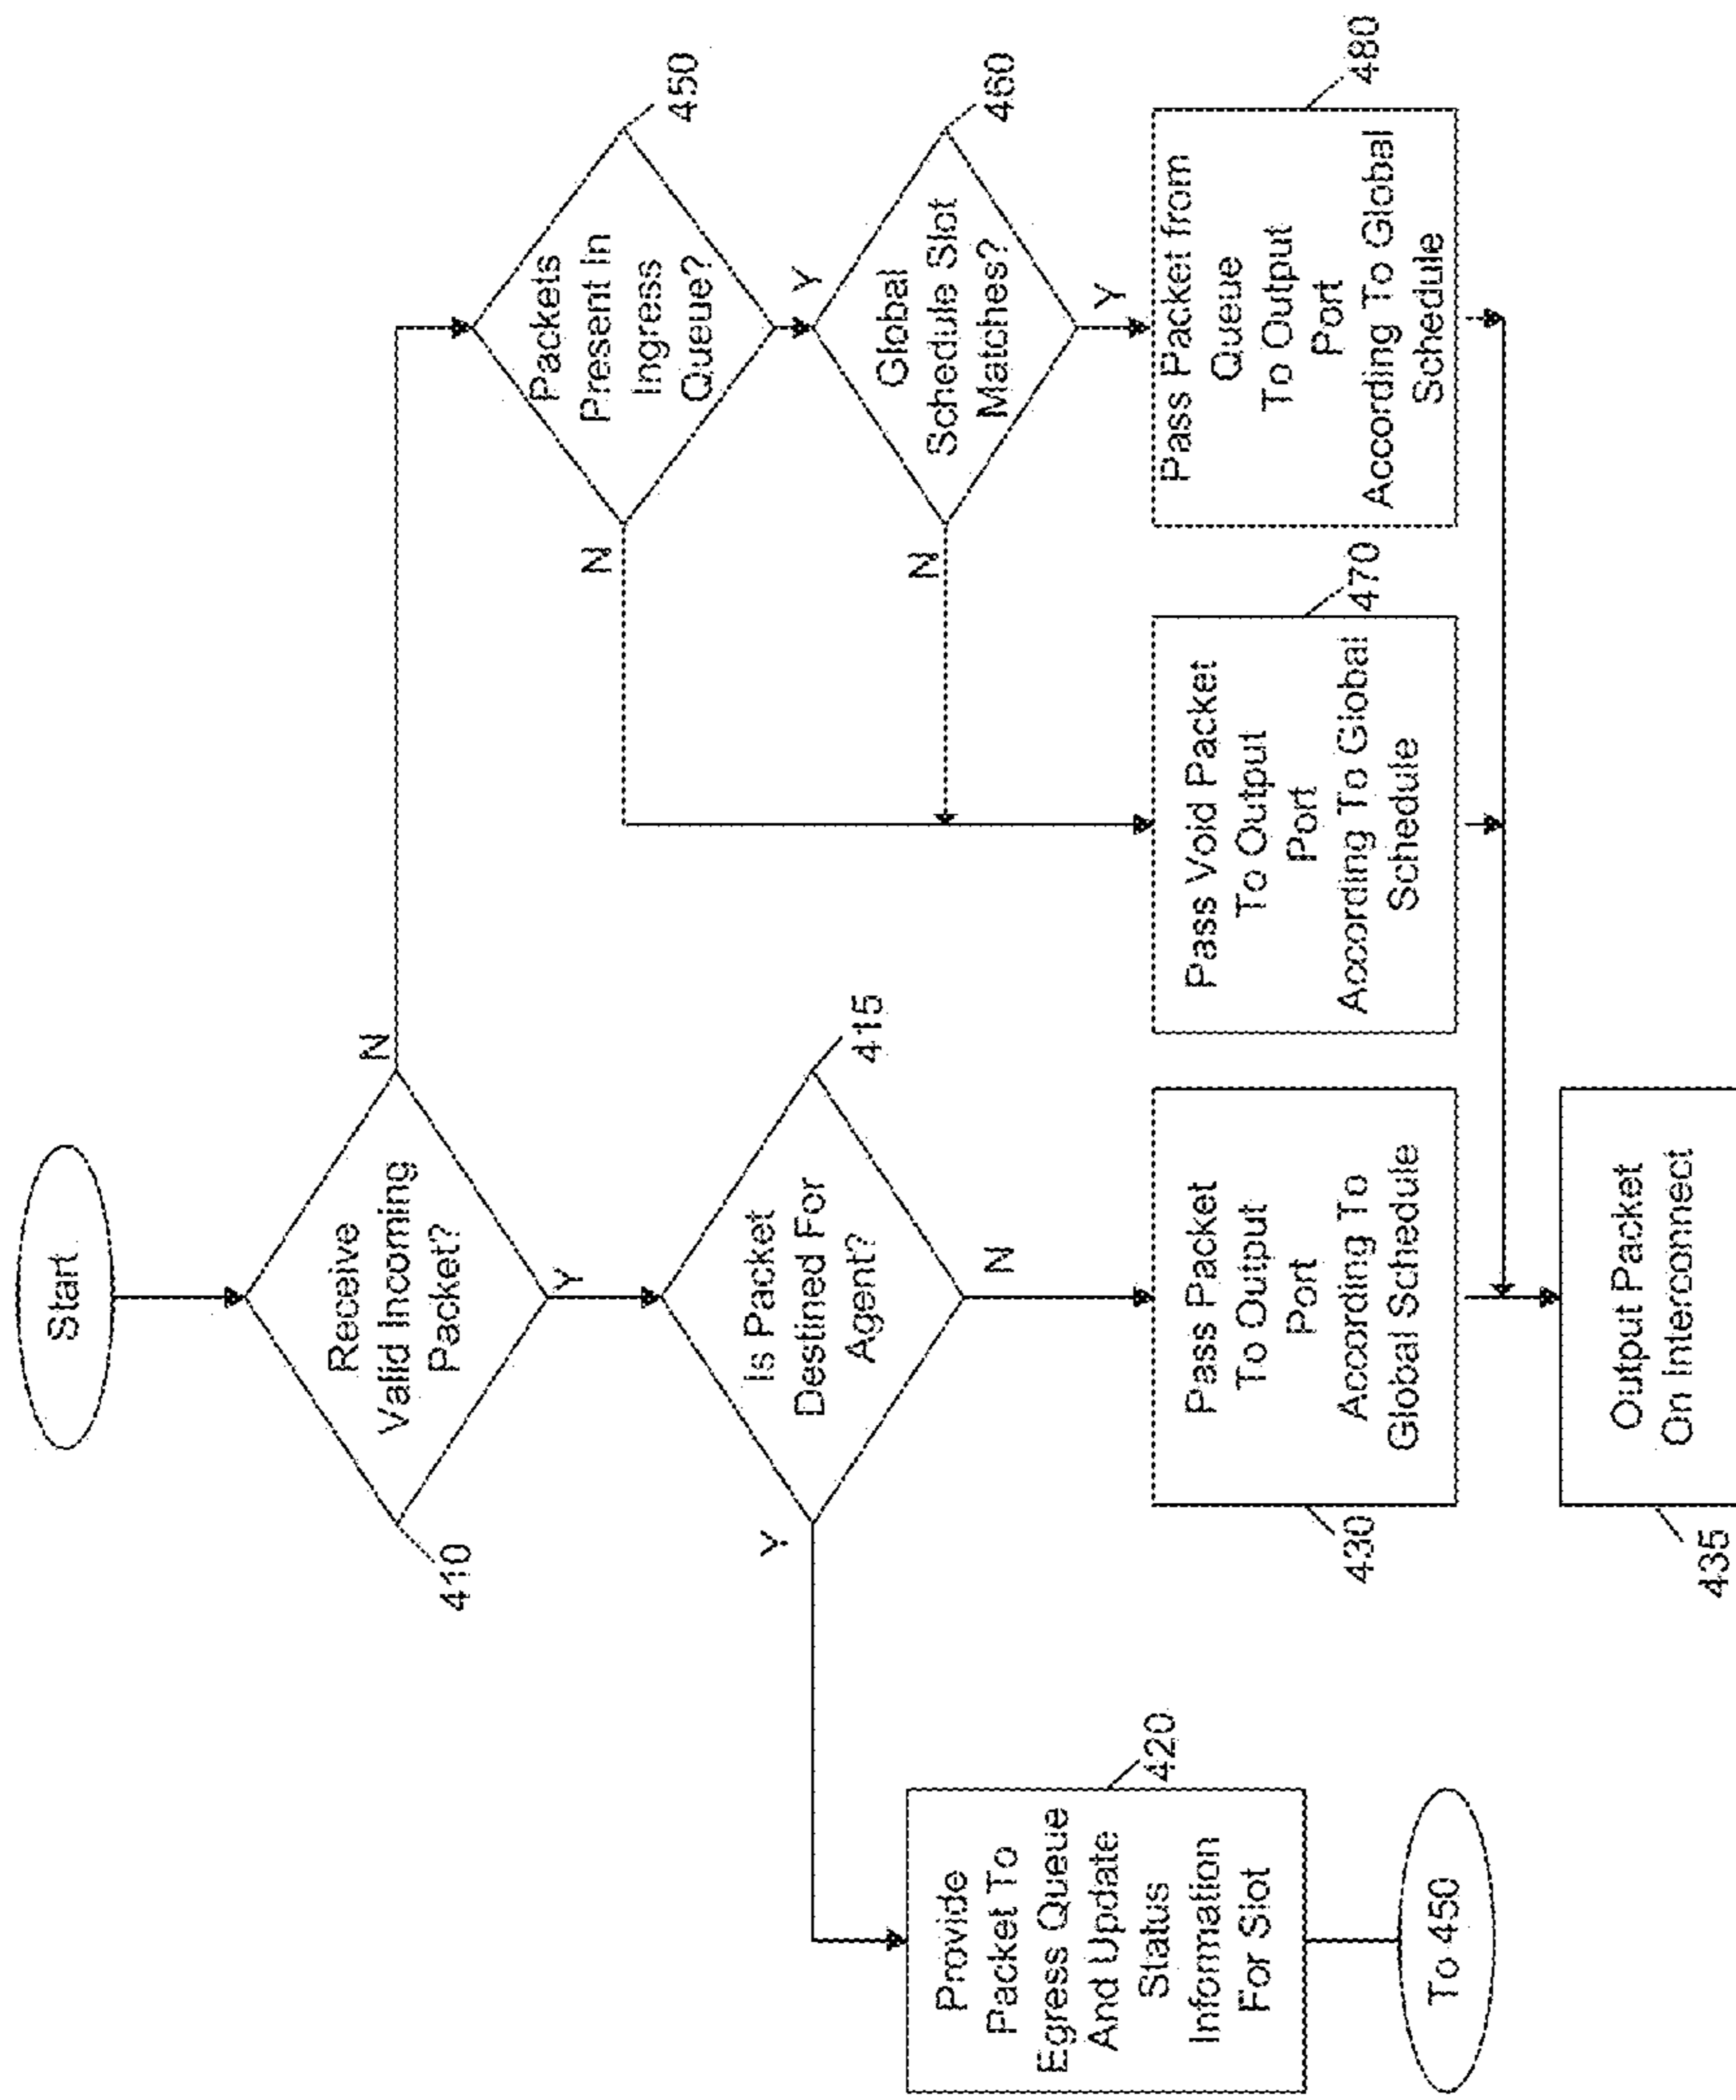 Start
Receive
Valid Incoming
Packet?
410
N
Y
Is Packet
Destined For
Agent?
415
Y
N
Provide
Packet To
Egress Queue
And Update
Status
Information
For Slot
420
To 450
Pass Packet
To Output
Port
According To
Global Schedule
430
Output Packet
On Interconnect
435
Packets
Present In
Ingress
Queue?
450
N
Y
Global
Schedule Slot
Matches?
460
N
Y
Pass Void Packet
To Output
Port
According To Global
Schedule
470
Pass Packet from
Queue
To Output
Port
According To Global
Schedule
480